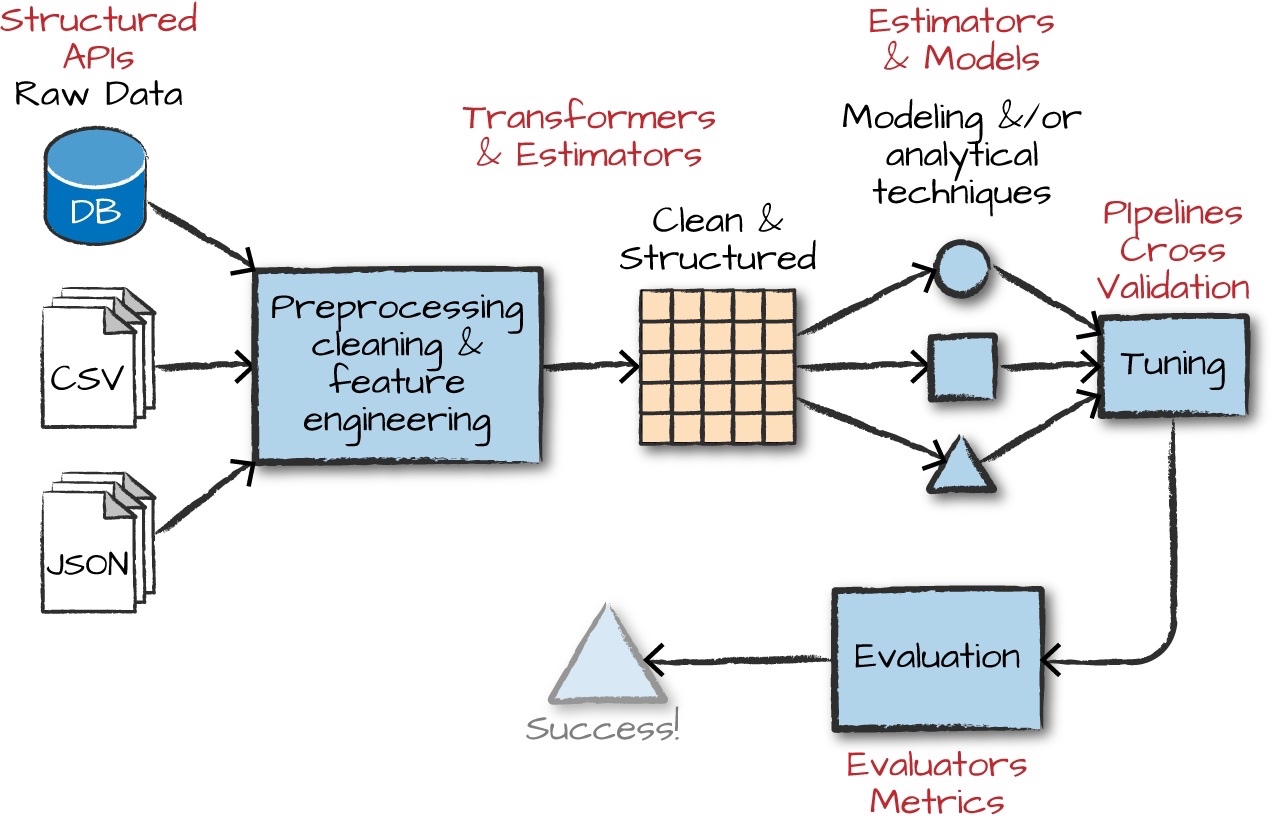 Structured
APIs
Raw Data
DB
CSV
JSON
Preprocessing
cleaning &
feature
engineering
Transformers
& Estimators
Clean &
Structured
Estimators
& Models
Modeling &/or
analytical
techniques
PIpelines
Cross
Validation
Tuning
Evaluation
Evaluators
Metrics
Success!